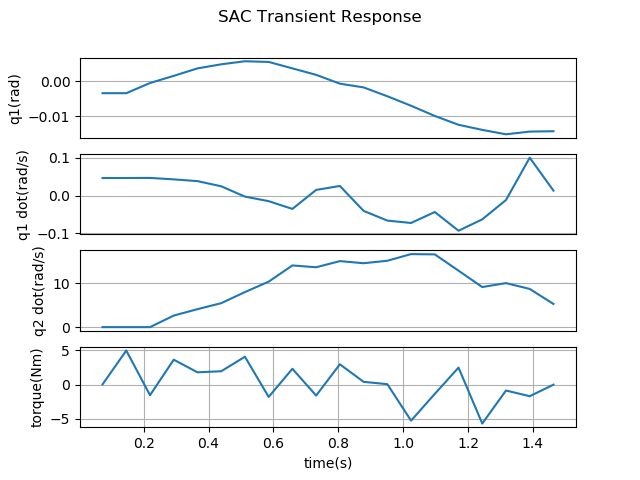 SAC Transient Response
q1(rad)
0.00
−0.01
q1 dot(rad/s)
0.1
0.0
−0.1
q2 dot(rad/s)
10
0
torque(Nm)
5
0
−5
0.2 0.4 0.6 0.8 1.0 1.2 1.4
time(s)